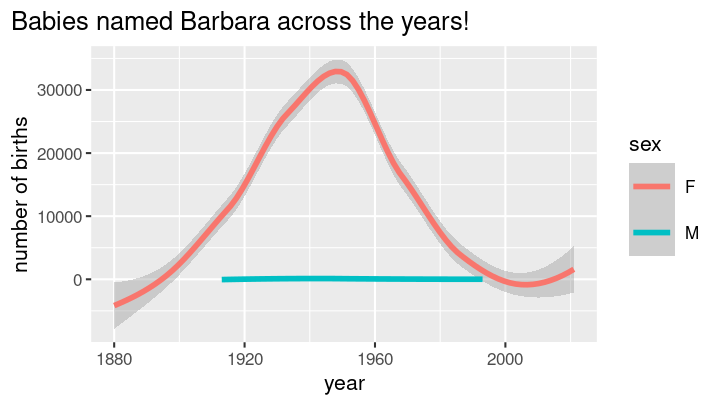 Babies named Barbara across the years!
number of births
30000
20000
10000
0
1880
1920
1960
2000
year
sex
F
M